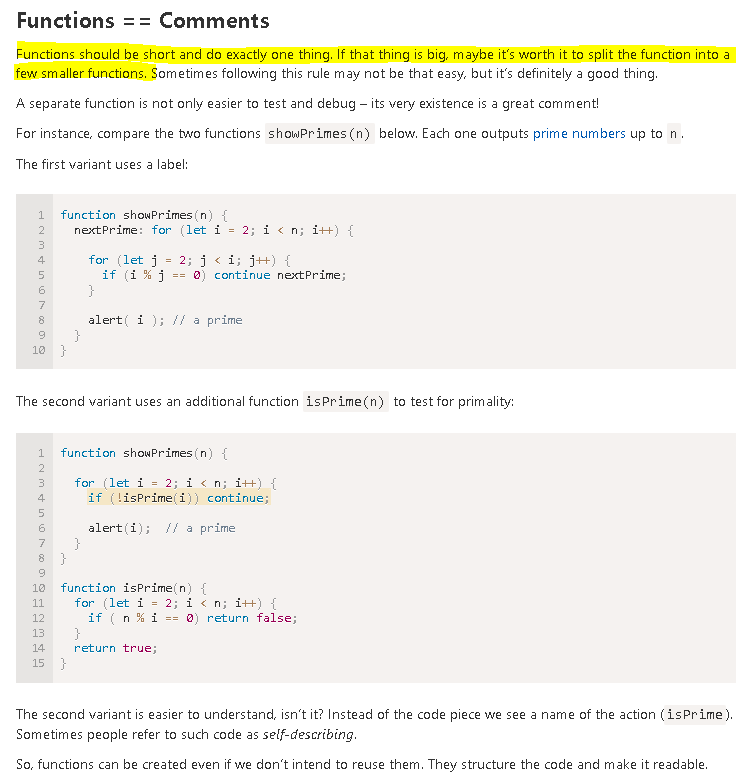 Functions == Comments
Functions should be short and do exactly one thing. If that thing is big, maybe it’s worth it to split the function into a
few smaller functions. Sometimes following this rule may not be that easy, but it’s definitely a good thing.
A separate function is not only easier to test and debug – its very existence is a great comment!
For instance, compare the two functions showPrimes(n) below. Each one outputs prime numbers up to n.
The first variant uses a label:
1 function showPrimes(n) {
2   nextPrime: for (let i = 2; i < n; i++) {
3
4     for (let j = 2; j < i; j++) {
5       if (i % j == 0) continue nextPrime;
6     }
7
8     alert( i ); // a prime
9   }
10 }
The second variant uses an additional function isPrime(n) to test for primality:
1 function showPrimes(n) {
2
3   for (let i = 2; i < n; i++) {
4     if (!isPrime(i)) continue;
5
6     alert(i);  // a prime
7   }
8 }
9
10 function isPrime(n) {
11   for (let i = 2; i < n; i++) {
12     if ( n % i == 0) return false;
13   }
14   return true;
15 }
The second variant is easier to understand, isn’t it? Instead of the code piece we see a name of the action (isPrime).
Sometimes people refer to such code as self-describing.
So, functions can be created even if we don’t intend to reuse them. They structure the code and make it readable.